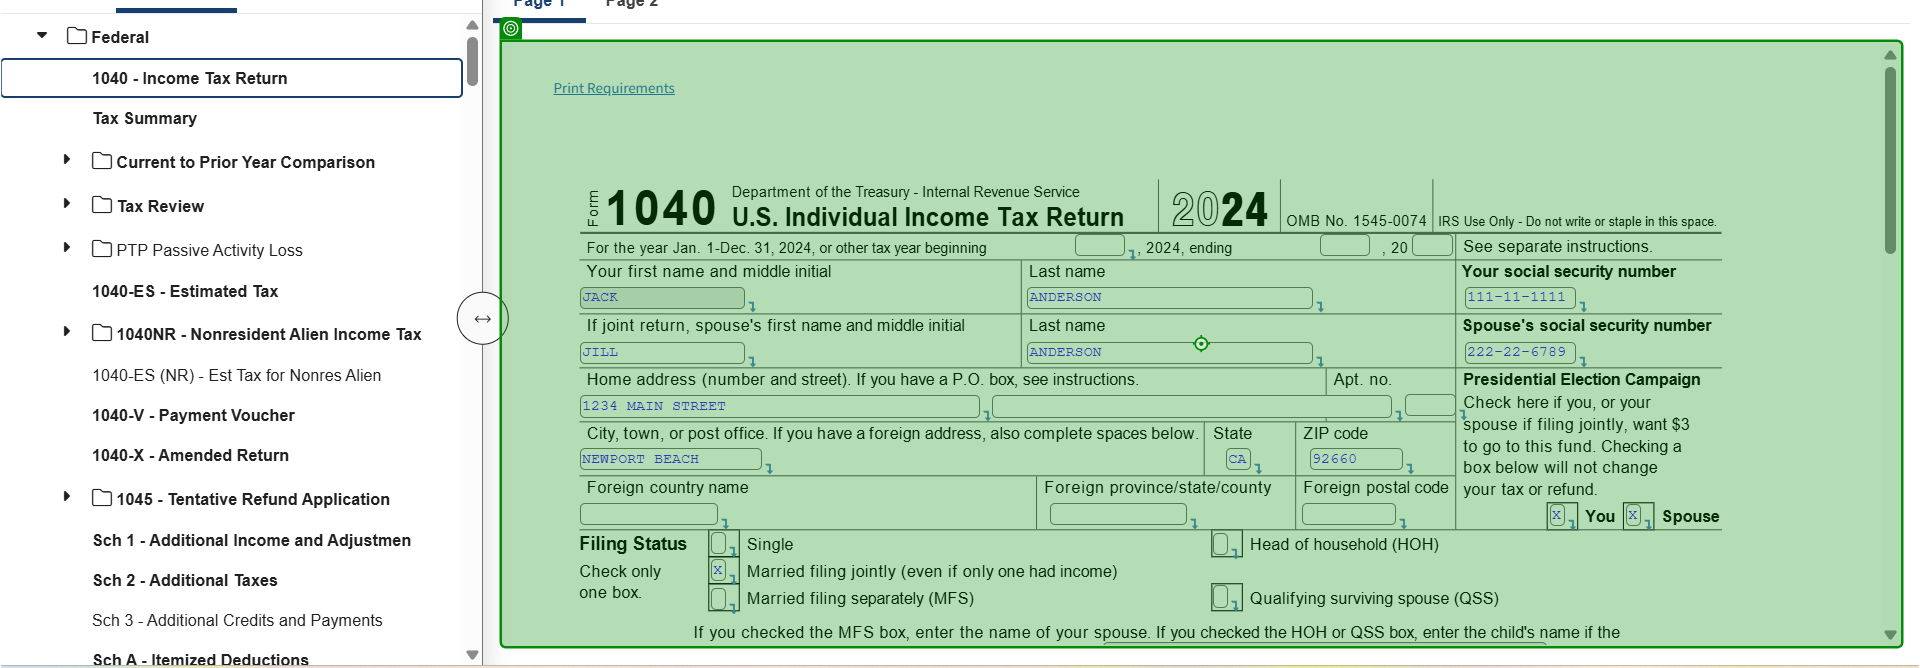 Page 1 Page 2
Federal
1040 - Income Tax Return
Tax Summary
Current to Prior Year Comparison
Tax Review
PTP Passive Activity Loss
1040-ES - Estimated Tax
1040NR - Nonresident Alien Income Tax
1040-ES (NR) - Est Tax for Nonres Alien
1040-V - Payment Voucher
1040-X - Amended Return
1045 - Tentative Refund Application
Sch 1 - Additional Income and Adjustmen
Sch 2 - Additional Taxes
Sch 3 - Additional Credits and Payments
Sch A - Itemized Deductions
Print Requirements
Form 1040 Department of the Treasury - Internal Revenue Service
U.S. Individual Income Tax Return 2024 OMB No. 1545-0074 IRS Use Only - Do not write or staple in this space.
For the year Jan. 1-Dec. 31, 2024, or other tax year beginning , 2024, ending , 20 See separate instructions.
Your first name and middle initial Last name Your social security number
JACK ANDERSON 111-11-1111
If joint return, spouse's first name and middle initial Last name Spouse's social security number
JILL ANDERSON 222-22-6789
Home address (number and street). If you have a P.O. box, see instructions. Apt. no. Presidential Election Campaign
1234 MAIN STREET
Check here if you, or your
spouse if filing jointly, want $3
to go to this fund. Checking a
box below will not change
your tax or refund.
City, town, or post office. If you have a foreign address, also complete spaces below. State ZIP code
NEWPORT BEACH CA 92660
Foreign country name Foreign province/state/county Foreign postal code
X You X Spouse
Filing Status Single Head of household (HOH)
Check only X Married filing jointly (even if only one had income)
one box. Married filing separately (MFS) Qualifying surviving spouse (QSS)
If you checked the MFS box, enter the name of your spouse. If you checked the HOH or QSS box, enter the child's name if the